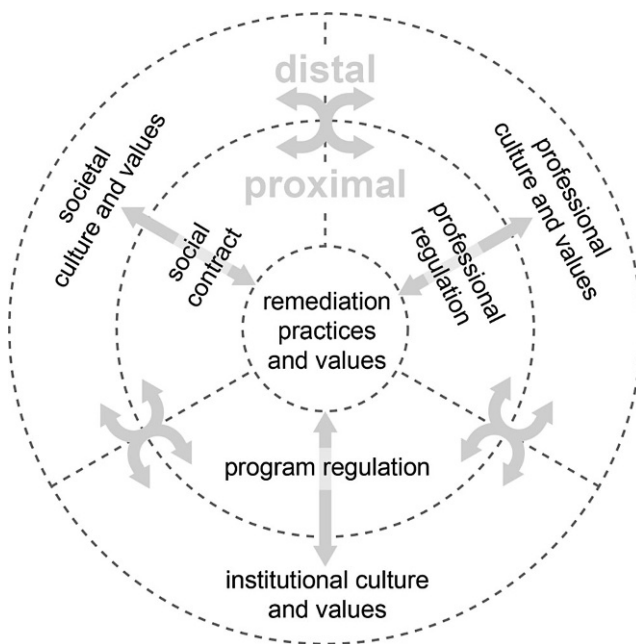 distal
proximal
societal
culture and values
social
contract
professional
regulation
professional
culture and values
remediation
practices
and values
program regulation
institutional culture
and values